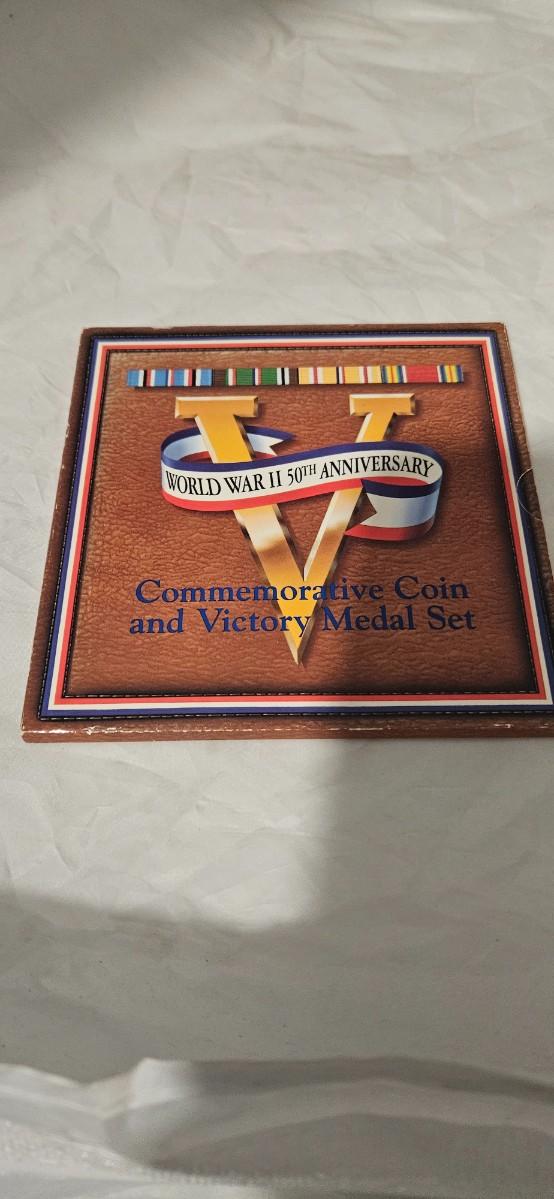 WORLD WAR II 50TH ANNIVERSARY
Commemorative Coin
and Victory Medal Set